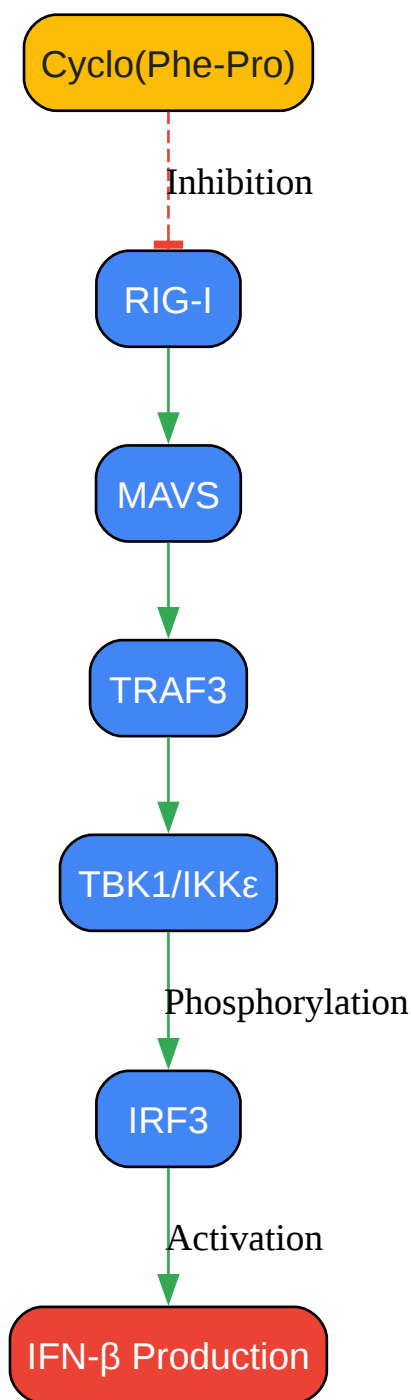 Cyclo(Phe-Pro)
Inhibition
RIG-I
MAVS
TRAF3
TBK1/IKKε
Phosphorylation
IRF3
Activation
IFN-β Production